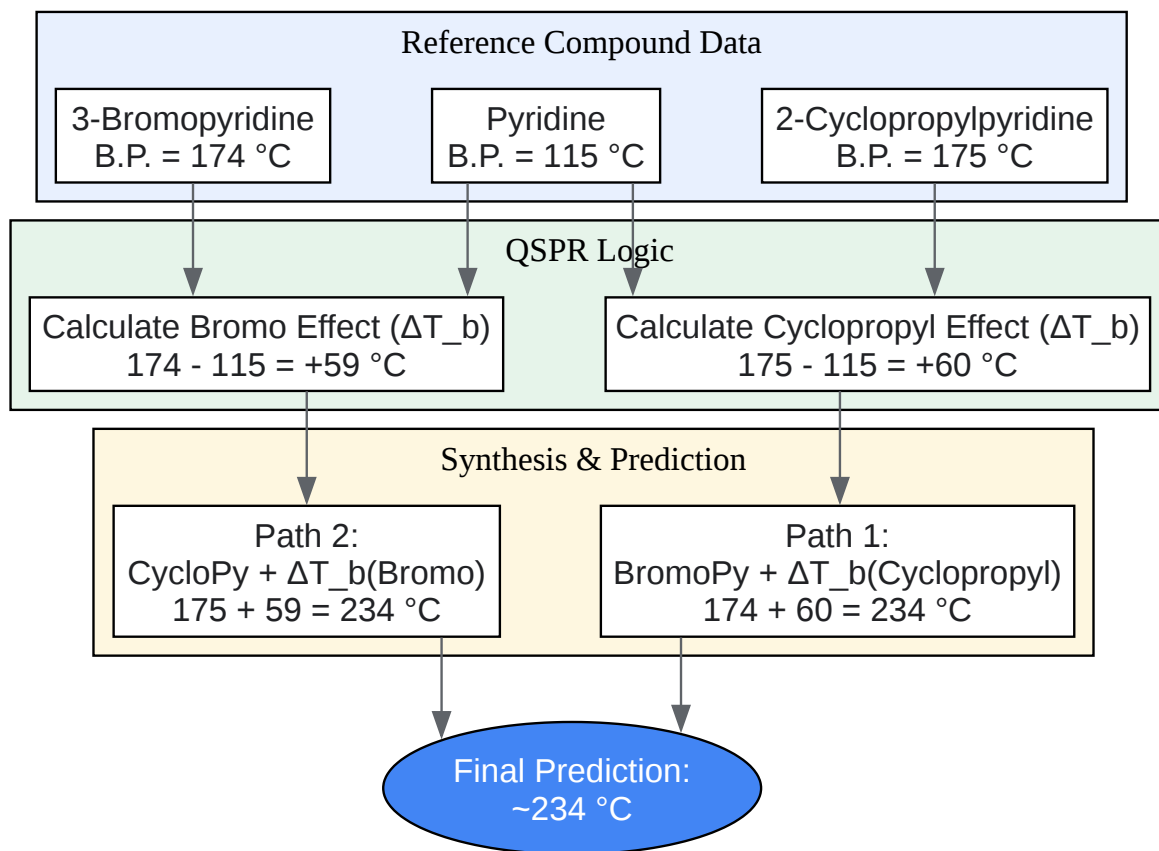 Reference Compound Data
3-Bromopyridine
B.P. = 174 °C
Pyridine
B.P. = 115 °C
2-Cyclopropylpyridine
B.P. = 175 °C
QSPR Logic
Calculate Bromo Effect (ΔT_b)
174 - 115 = +59 °C
Calculate Cyclopropyl Effect (ΔT_b)
175 - 115 = +60 °C
Synthesis & Prediction
Path 2:
CycloPy + ΔT_b(Bromo)
175 + 59 = 234 °C
Path 1:
BromoPy + ΔT_b(Cyclopropyl)
174 + 60 = 234 °C
Final Prediction:
~234 °C